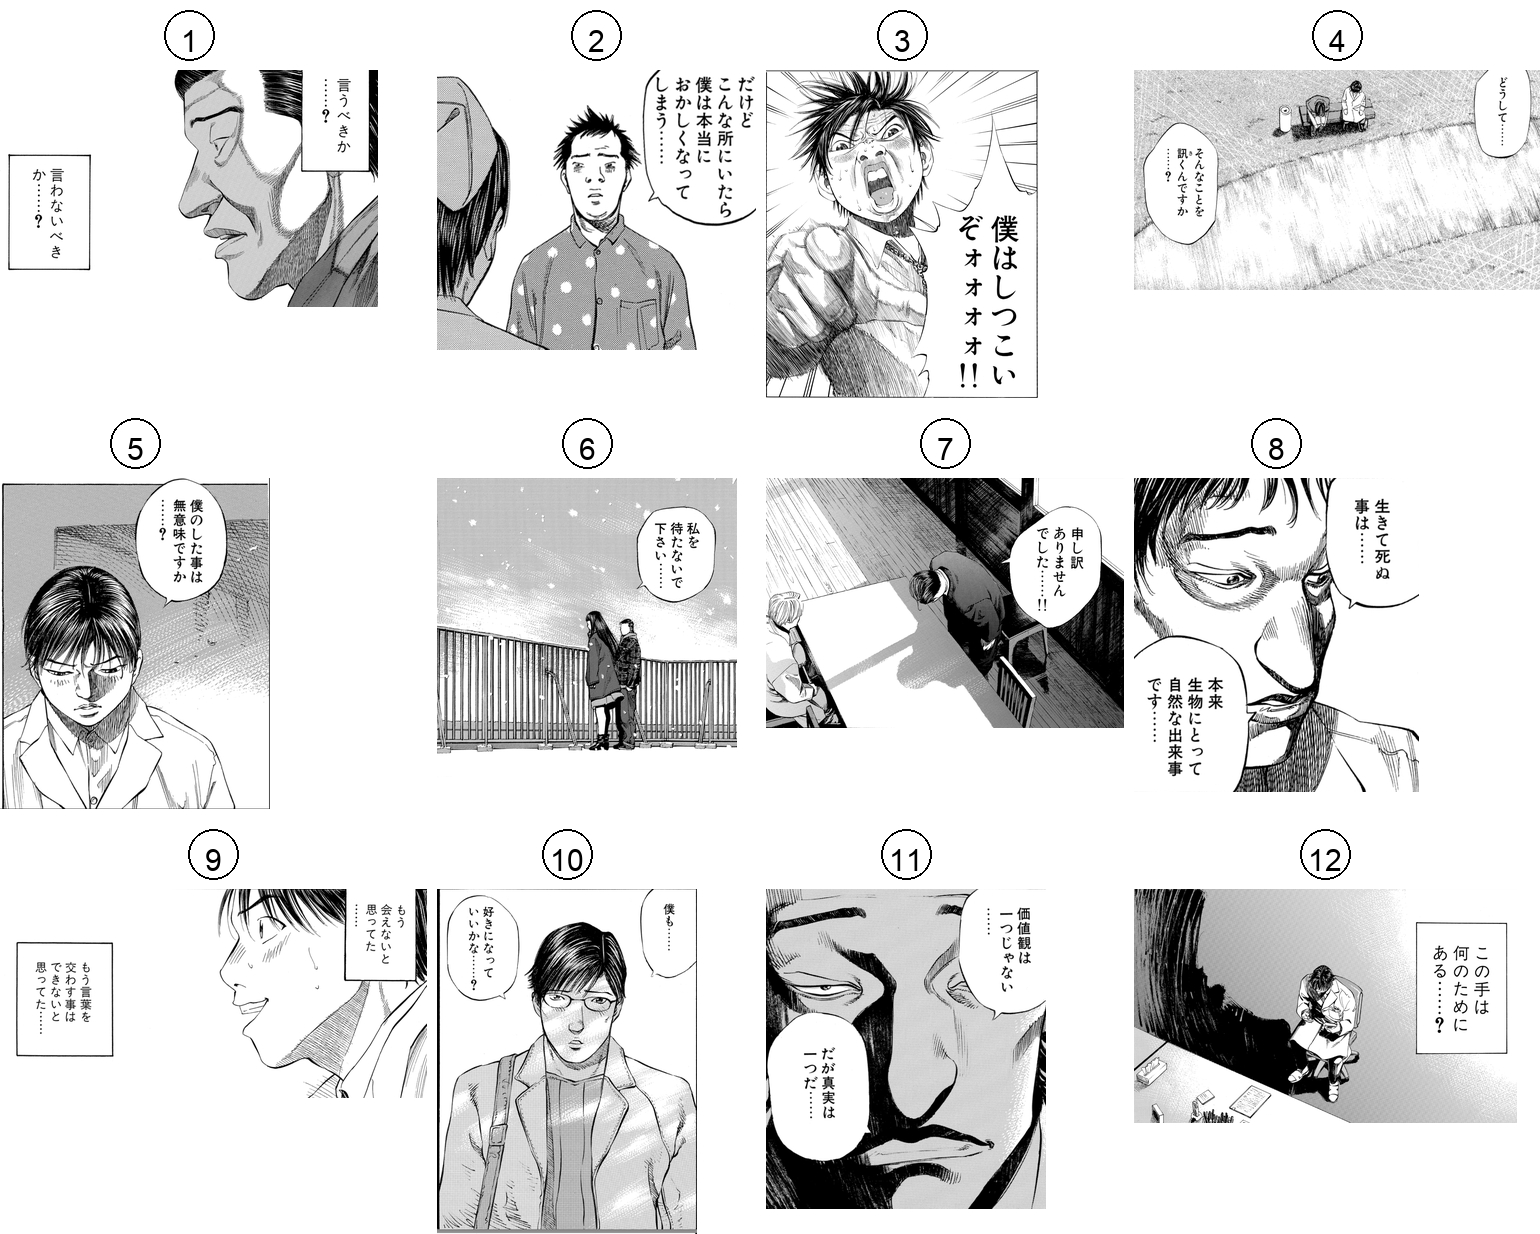 1
言うべきか
……？
言わないべき
か……？
2
だけど
こんな所にいたら
僕は本当に
おかしくなって
しまう……
3
僕はしつこい
ぞォォォォ!!
4
どうして……
そんなことを
訊くんですか
……？
5
僕のした事は
無意味ですか
……？
6
私を
待たないで
下さい……
7
申し訳
ありません
でした……!!
8
生きて死ぬ
事は……
本来
生物にとって
自然な出来事
です……
9
もう
会えないと
思ってた
……
もう言葉を
交わす事は
できないと
思ってた……
10
僕も……
好きになって
いいかな……？
11
価値観は
一つじゃない
……
だが真実は
一つだ……
12
この手は
何のために
ある……？